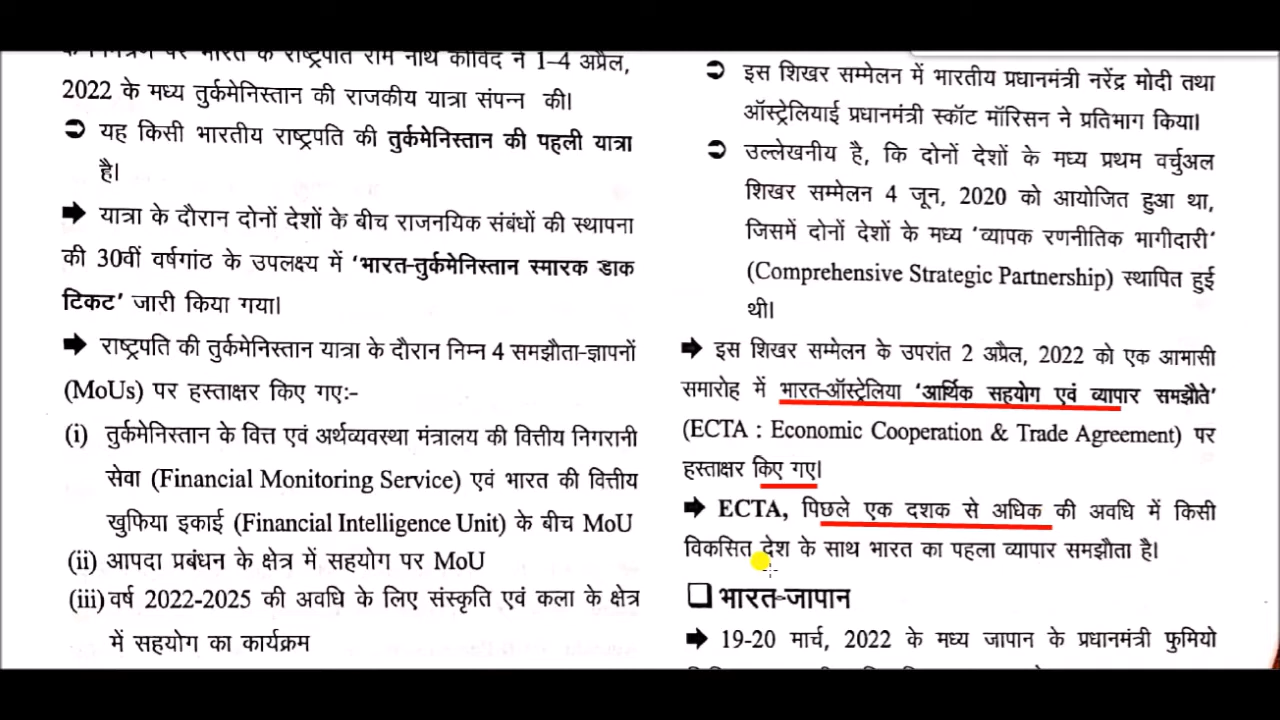 के निमंत्रण पर भारत के राष्ट्रपति राम नाथ कोविंद ने 1–4 अप्रैल,
2022 के मध्य तुर्कमेनिस्तान की राजकीय यात्रा संपन्न की।
➲ यह किसी भारतीय राष्ट्रपति की तुर्कमेनिस्तान की पहली यात्रा
है।
➡ यात्रा के दौरान दोनों देशों के बीच राजनयिक संबंधों की स्थापना
की 30वीं वर्षगांठ के उपलक्ष्य में ‘भारत-तुर्कमेनिस्तान स्मारक डाक
टिकट’ जारी किया गया।
➡ राष्ट्रपति की तुर्कमेनिस्तान यात्रा के दौरान निम्न 4 समझौता-ज्ञापनों
(MoUs) पर हस्ताक्षर किए गए:-
(i) तुर्कमेनिस्तान के वित्त एवं अर्थव्यवस्था मंत्रालय की वित्तीय निगरानी
सेवा (Financial Monitoring Service) एवं भारत की वित्तीय
खुफिया इकाई (Financial Intelligence Unit) के बीच MoU
(ii) आपदा प्रबंधन के क्षेत्र में सहयोग पर MoU
(iii) वर्ष 2022-2025 की अवधि के लिए संस्कृति एवं कला के क्षेत्र
में सहयोग का कार्यक्रम
➲ इस शिखर सम्मेलन में भारतीय प्रधानमंत्री नरेंद्र मोदी तथा
ऑस्ट्रेलियाई प्रधानमंत्री स्कॉट मॉरिसन ने प्रतिभाग किया।
➲ उल्लेखनीय है, कि दोनों देशों के मध्य प्रथम वर्चुअल
शिखर सम्मेलन 4 जून, 2020 को आयोजित हुआ था,
जिसमें दोनों देशों के मध्य ‘व्यापक रणनीतिक भागीदारी’
(Comprehensive Strategic Partnership) स्थापित हुई
थी।
➡ इस शिखर सम्मेलन के उपरांत 2 अप्रैल, 2022 को एक आभासी
समारोह में भारत-ऑस्ट्रेलिया ‘आर्थिक सहयोग एवं व्यापार समझौते’
(ECTA : Economic Cooperation & Trade Agreement) पर
हस्ताक्षर किए गए।
➡ ECTA, पिछले एक दशक से अधिक की अवधि में किसी
विकसित देश के साथ भारत का पहला व्यापार समझौता है।
❑ भारत-जापान
➡ 19-20 मार्च, 2022 के मध्य जापान के प्रधानमंत्री फुमियो